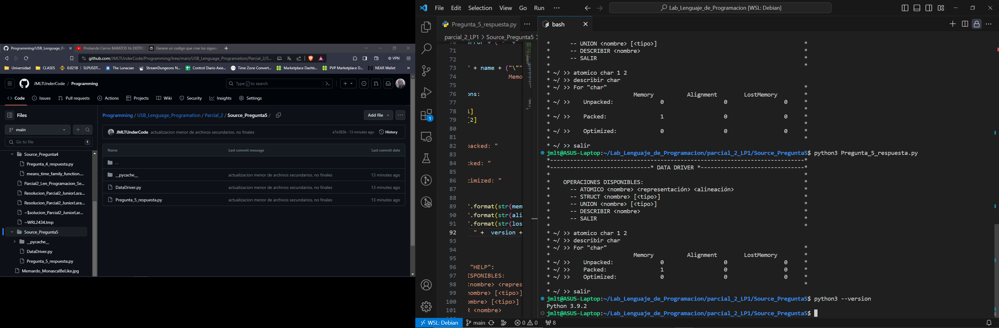 Programming/USB_Lenguage_Pr
Probando Carros BARATOS Vs EXÓTIC
Genere un codigo que cree los siguien
github.com/JMLTUnderCode/Programming/tree/main/USB_Lenguage_Programation/Parcial_2/S...
VPN
Universidad
CLASES
0.0218 | SLPUSDT...
The Lunacian
StreamDungeons N...
Control Diario Axie...
Time Zone Convert...
Marketplace Dashb...
PVP Marketplace D...
NEAR Wallet
»
JMLTUnderCode / Programming
Type / to search
Code
Issues
Pull requests
Actions
Projects
Wiki
Security
Insights
Settings
Files
main
Go to file
t
Source_Pregunta4
Pregunta_4_respuesta.py
means_time_family_function....
Parcial2_Len_Programacion_Se...
Resolucion_Parcial2_JuniorLara...
Resolucion_Parcial2_JuniorLara...
~$solucion_Parcial2_JuniorLar...
~WRL2434.tmp
Source_Pregunta5
__pycache__
DataDriver.py
Pregunta_5_respuesta.py
Memardo_MonascalBeLike.jpg
Programming / USB_Lenguage_Programation / Parcial_2 / Source_Pregunta5 /
Add file
JMLTUnderCode actualizacion menor de archivos secundarios, no finales
e7e383b · 13 minutes ago
History
Name Last commit message Last commit date
..
__pycache__ actualizacion menor de archivos secundarios, no finales 13 minutes ago
DataDriver.py actualizacion menor de archivos secundarios, no finales 13 minutes ago
Pregunta_5_respuesta.py actualizacion menor de archivos secundarios, no finales 13 minutes ago
File Edit Selection View Go Run ···
Lab_Lenguaje_de_Programacion [WSL: Debian]
Pregunta_5_respuesta.py
parcial_2_LP1 > Source_Pregunta5 >
1
71
72
73 " + name + ("\""
74 Memo
75
76 ons:
77
78 1]
79 [2]
80
81
82 packed: "
83
84 cked: "
85
86 timized: "
87
88
89 ".format(str(mem
90 ".format(str(ali
91 ".format(str(los
92 " + version +
93
94
95
96 "HELP":
97 ISPONIBLES:
98 <nombre> <repres
99 nombre> [<tipo>]
100 ombre> [<tipo>]
101 R <nombre>
bash
* -- UNION <nombre> [<tipo>] *
* -- DESCRIBIR <nombre> *
* -- SALIR *
* *
* ~/ >> atomico char 1 2
* ~/ >> describir char
* ~/ >> For "char" *
* Memory Alignment LostMemory *
* ~/ >> Unpacked: 0 0 0 *
* *
* ~/ >> Packed: 1 0 0 *
* *
* ~/ >> Optimized: 0 0 0 *
* *
* ~/ >> salir
jmlt@ASUS-Laptop:~/Lab_Lenguaje_de_Programacion/parcial_2_LP1/Source_Pregunta5$ python3 Pregunta_5_respuesta.py
*----------------------------------------------------------------------------*
*------------------------------* DATA DRIVER *-------------------------------*
* *
* OPERACIONES DISPONIBLES: *
* -- ATOMICO <nombre> <representación> <alineación> *
* -- STRUCT <nombre> [<tipo>] *
* -- UNION <nombre> [<tipo>] *
* -- DESCRIBIR <nombre> *
* -- SALIR *
* *
* ~/ >> atomico char 1 2
* ~/ >> describir char
* ~/ >> For "char" *
* Memory Alignment LostMemory *
* ~/ >> Unpacked: 0 0 0 *
* ~/ >> Packed: 1 0 0 *
* ~/ >> Optimized: 0 0 0 *
* *
* ~/ >> salir
jmlt@ASUS-Laptop:~/Lab_Lenguaje_de_Programacion/parcial_2_LP1/Source_Pregunta5$ python3 --version
Python 3.9.2
jmlt@ASUS-Laptop:~/Lab_Lenguaje_de_Programacion/parcial_2_LP1/Source_Pregunta5$
WSL: Debian main 0 0 8